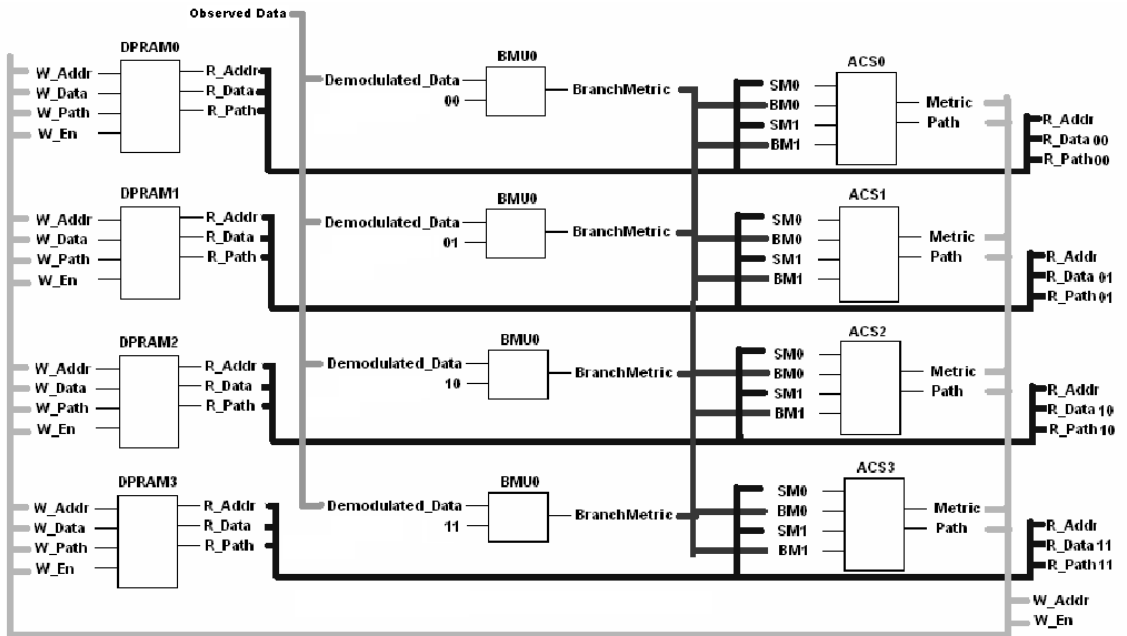 Observed Data
DPRAM0
W_Addr
W_Data
W_Path
W_En
R_Addr
R_Data
R_Path
BMU0
Demodulated_Data
00
BranchMetric
ACS0
SM0
BM0
SM1
BM1
Metric
Path
R_Addr
R_Data 00
R_Path 00
DPRAM1
W_Addr
W_Data
W_Path
W_En
R_Addr
R_Data
R_Path
BMU0
Demodulated_Data
01
BranchMetric
ACS1
SM0
BM0
SM1
BM1
Metric
Path
R_Addr
R_Data 01
R_Path 01
DPRAM2
W_Addr
W_Data
W_Path
W_En
R_Addr
R_Data
R_Path
BMU0
Demodulated_Data
10
BranchMetric
ACS2
SM0
BM0
SM1
BM1
Metric
Path
R_Addr
R_Data 10
R_Path 10
DPRAM3
W_Addr
W_Data
W_Path
W_En
R_Addr
R_Data
R_Path
BMU0
Demodulated_Data
11
BranchMetric
ACS3
SM0
BM0
SM1
BM1
Metric
Path
R_Addr
R_Data 11
R_Path 11
W_Addr
W_En